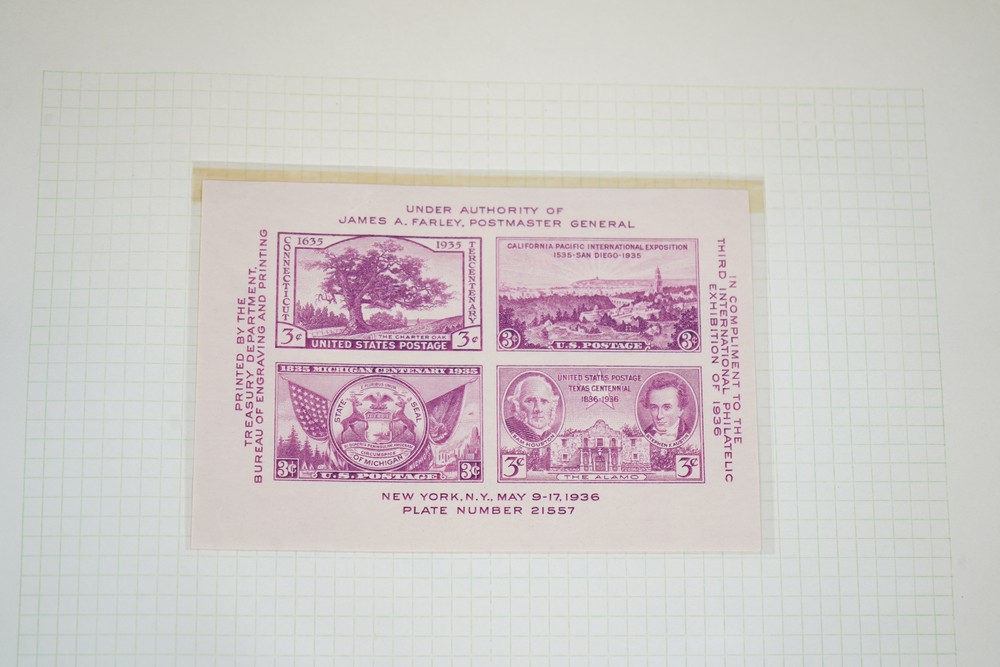 UNDER AUTHORITY OF
JAMES A. FARLEY, POSTMASTER GENERAL
PRINTED BY THE
TREASURY DEPARTMENT,
BUREAU OF ENGRAVING AND PRINTING
CONNECTICUT
1635
1935
TERCENTENARY
THE CHARTER OAK
3¢
3¢
UNITED STATES POSTAGE
CALIFORNIA PACIFIC INTERNATIONAL EXPOSITION
1535·SAN DIEGO·1935
3¢
3¢
U.S. POSTAGE
1835 MICHIGAN CENTENARY 1935
STATE SEAL
OF MICHIGAN
3¢
3¢
U.S. POSTAGE
UNITED STATES POSTAGE
TEXAS CENTENNIAL
1836-1936
SAM HOUSTON
STEPHEN F. AUSTIN
3¢
3¢
THE ALAMO
IN COMPLIMENT TO THE
THIRD INTERNATIONAL PHILATELIC
EXHIBITION OF 1936
NEW YORK, N.Y., MAY 9-17, 1936
PLATE NUMBER 21557